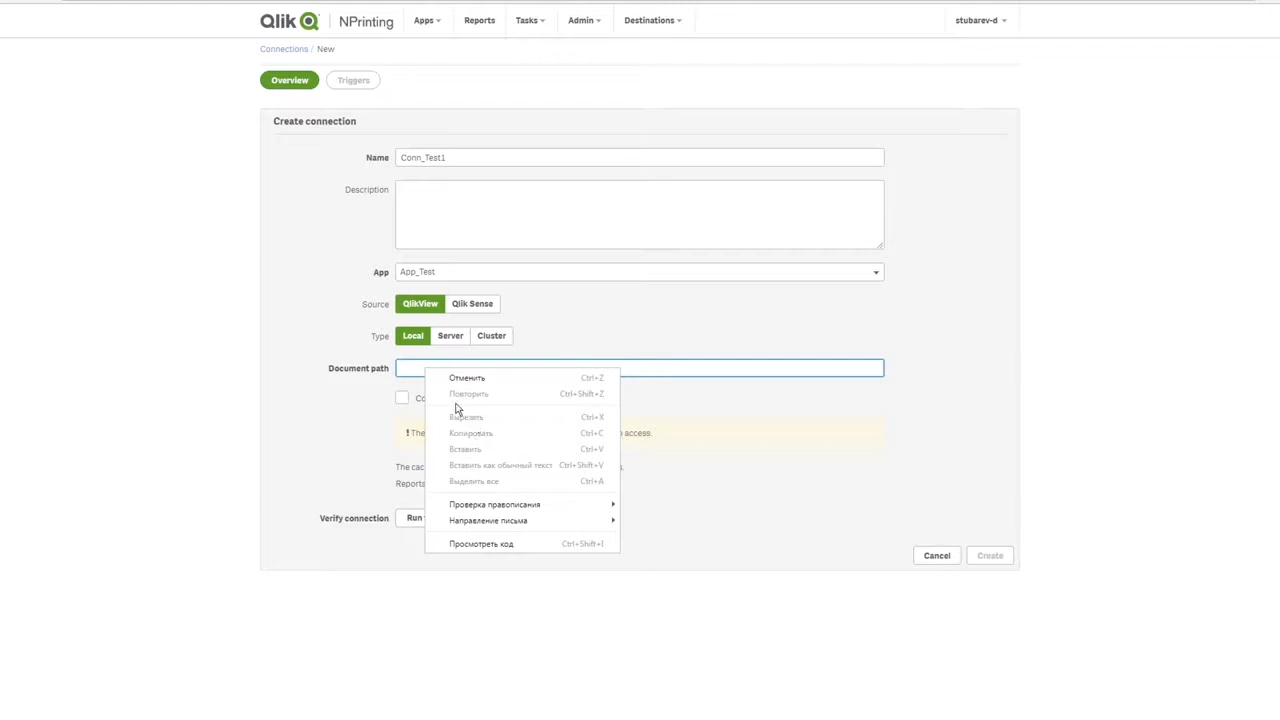 Qlik NPrinting Apps Reports Tasks Admin Destinations stubarev-d
Connections / New
Overview Triggers
Create connection
Name Conn_Test1
Description
App App_Test
Source QlikView Qlik Sense
Type Local Server Cluster
Document path
Отменить Ctrl+Z
Повторить Ctrl+Shift+Z
Вырезать Ctrl+X
! The
Копировать Ctrl+C
access.
Вставить Ctrl+V
Вставить как обычный текст Ctrl+Shift+V
The
Выделить все Ctrl+A
Reports
Проверка правописания
Verify connection Run
Направление письма
Просмотреть код Ctrl+Shift+I
Cancel Create